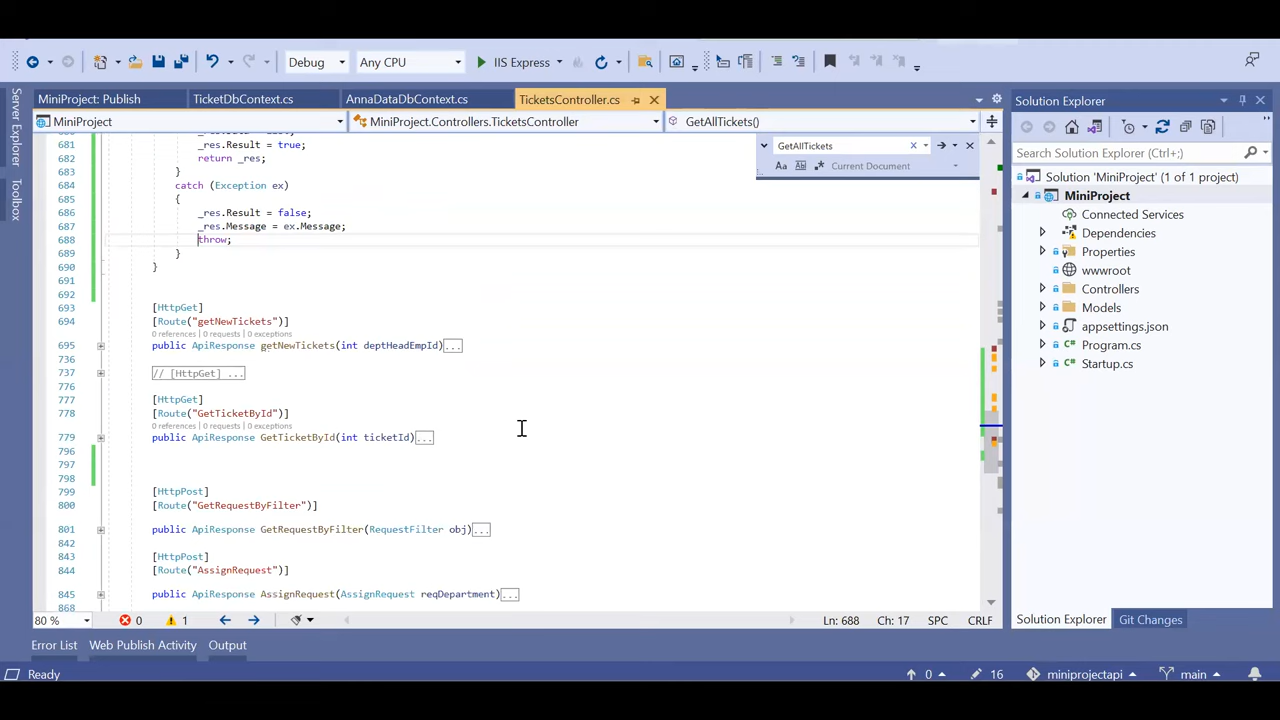 Debug
Any CPU
IIS Express
MiniProject: Publish
TicketDbContext.cs
AnnaDataDbContext.cs
TicketsController.cs
Solution Explorer
MiniProject
MiniProject.Controllers.TicketsController
GetAllTickets()
Server Explorer
Toolbox
GetAllTickets
Aa
Current Document
Search Solution Explorer (Ctrl+;)
Solution 'MiniProject' (1 of 1 project)
MiniProject
Connected Services
Dependencies
Properties
wwwroot
Controllers
Models
appsettings.json
Program.cs
Startup.cs
681 _res.Result = true;
682 return _res;
683 }
684 catch (Exception ex)
685 {
686 _res.Result = false;
687 _res.Message = ex.Message;
688 throw;
689 }
690 }
691
692
693 [HttpGet]
694 [Route("getNewTickets")]
0 references | 0 requests | 0 exceptions
695 public ApiResponse getNewTickets(int deptHeadEmpId)...
736
737 // [HttpGet] ...
776
777 [HttpGet]
778 [Route("GetTicketById")]
0 references | 0 requests | 0 exceptions
779 public ApiResponse GetTicketById(int ticketId)...
796
797
798
799 [HttpPost]
800 [Route("GetRequestByFilter")]
801 public ApiResponse GetRequestByFilter(RequestFilter obj)...
842
843 [HttpPost]
844 [Route("AssignRequest")]
845 public ApiResponse AssignRequest(AssignRequest reqDepartment)...
868
80 %
0
1
Ln: 688
Ch: 17
SPC
CRLF
Solution Explorer
Git Changes
Error List
Web Publish Activity
Output
Ready
0
16
miniprojectapi
main